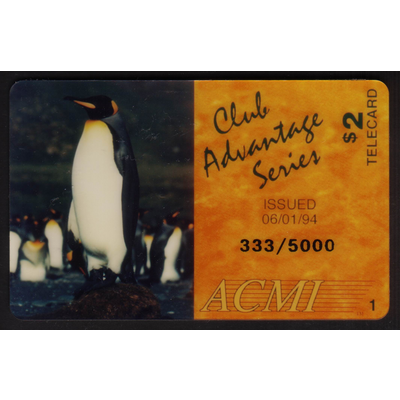 Club
Advantage
Series
$2
TELECARD
ISSUED
06/01/94
333/5000
ACMI
1